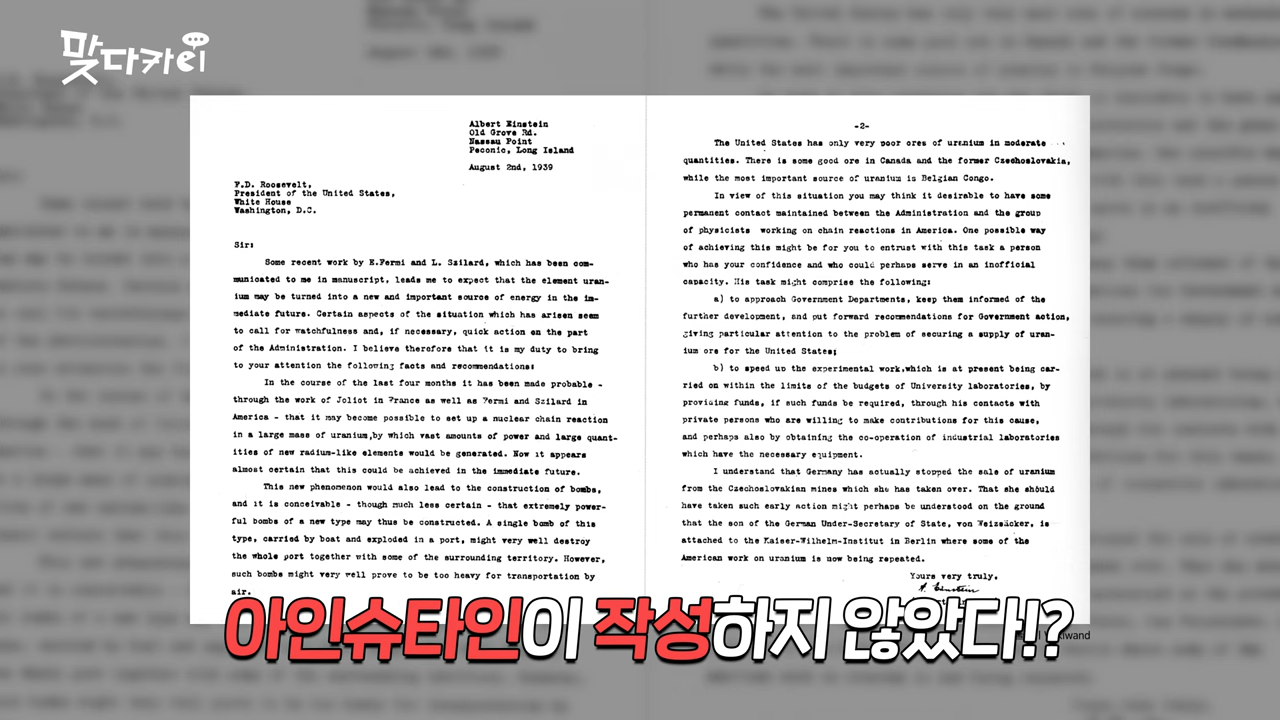 맞다카더라
Albert Einstein
Old Grove Rd.
Nassau Point
Peconic, Long Island
August 2nd, 1939
F.D. Roosevelt,
President of the United States,
White House
Washington, D.C.
Sir:
Some recent work by E.Fermi and L. Szilard, which has been com-
municated to me in manuscript, leads me to expect that the element uran-
ium may be turned into a new and important source of energy in the im-
mediate future. Certain aspects of the situation which has arisen seem
to call for watchfulness and, if necessary, quick action on the part
of the Administration. I believe therefore that it is my duty to bring
to your attention the following facts and recommendations:
In the course of the last four months it has been made probable -
through the work of Joliot in France as well as Fermi and Szilard in
America - that it may become possible to set up a nuclear chain reaction
in a large mass of uranium,by which vast amounts of power and large quant-
ities of new radium-like elements would be generated. Now it appears
almost certain that this could be achieved in the immediate future.
This new phenomenon would also lead to the construction of bombs,
and it is conceivable - though much less certain - that extremely power-
ful bombs of a new type may thus be constructed. A single bomb of this
type, carried by boat and exploded in a port, might very well destroy
the whole port together with some of the surrounding territory. However,
such bombs might very well prove to be too heavy for transportation by
air.
-2-
The United States has only very poor ores of uranium in moderate
quantities. There is some good ore in Canada and the former Czechoslovakia,
while the most important source of uranium is Belgian Congo.
In view of this situation you may think it desirable to have some
permanent contact maintained between the Administration and the group
of physicists working on chain reactions in America. One possible way
of achieving this might be for you to entrust with this task a person
who has your confidence and who could perhaps serve in an inofficial
capacity. His task might comprise the following:
a) to approach Government Departments, keep them informed of the
further development, and put forward recommendations for Government action,
giving particular attention to the problem of securing a supply of uran-
ium ore for the United States;
b) to speed up the experimental work,which is at present being car-
ried on within the limits of the budgets of University laboratories, by
providing funds, if such funds be required, through his contacts with
private persons who are willing to make contributions for this cause,
and perhaps also by obtaining the co-operation of industrial laboratories
which have the necessary equipment.
I understand that Germany has actually stopped the sale of uranium
from the Czechoslovakian mines which she has taken over. That she should
have taken such early action might perhaps be understood on the ground
that the son of the German Under-Secretary of State, von Weizsäcker, is
attached to the Kaiser-Wilhelm-Institut in Berlin where some of the
American work on uranium is now being repeated.
Yours very truly,
A. Einstein
아인슈타인이 작성하지 않았다!?